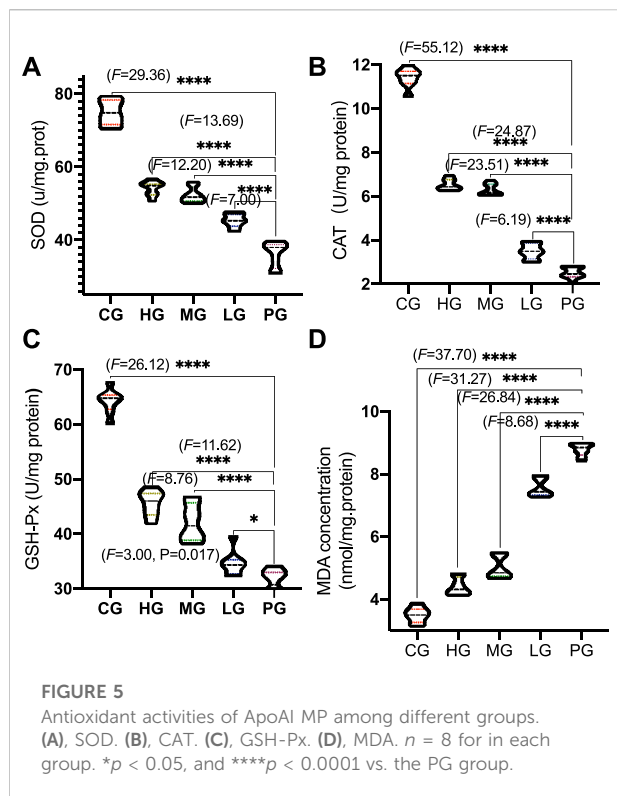 A
(F=29.36)
****
80
(F=13.69)
****
(F=12.20)
****
60
****
(F=7.00)
SOD (u/mg.prot)
40
CG HG MG LG PG
B
(F=55.12)
****
12
10
(F=24.87)
****
8
(F=23.51)
****
6
(F=6.19)
****
CAT (U/mg protein)
4
2
CG HG MG LG PG
C
(F=26.12)
****
70
60
(F=11.62)
50
****
(F=8.76)
****
GSH-Px (U/mg protein)
40
*
(F=3.00, P=0.017)
30
CG HG MG LG PG
D
(F=37.70)
****
(F=31.27)
****
(F=26.84)
****
10
(F=8.68)
****
8
MDA concentration
(nmol/mg.protein)
6
4
CG HG MG LG PG
FIGURE 5
Antioxidant activities of ApoAI MP among different groups.
(A), SOD. (B), CAT. (C), GSH-Px. (D), MDA. n = 8 for in each
group. *p < 0.05, and ****p < 0.0001 vs. the PG group.